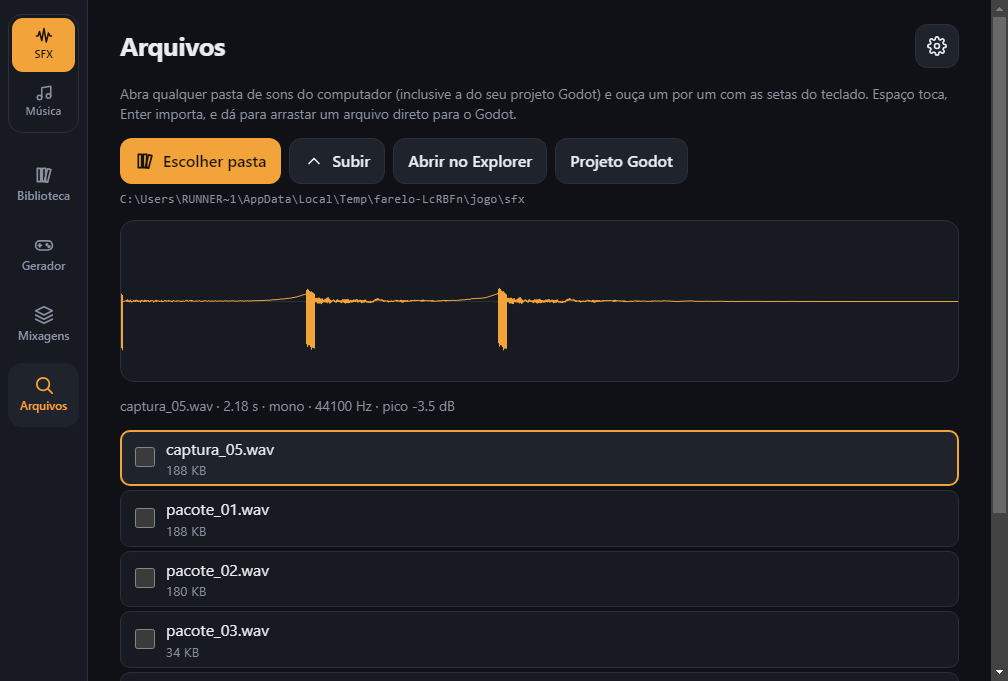 SFX
Música
Biblioteca
Gerador
Mixagens
Arquivos
Arquivos
Abra qualquer pasta de sons do computador (inclusive a do seu projeto Godot) e ouça um por um com as setas do teclado. Espaço toca,
Enter importa, e dá para arrastar um arquivo direto para o Godot.
Escolher pasta
Subir
Abrir no Explorer
Projeto Godot
C:\Users\RUNNER~1\AppData\Local\Temp\farelo-LcRBFn\jogo\sfx
captura_05.wav · 2.18 s · mono · 44100 Hz · pico -3.5 dB
captura_05.wav
188 KB
pacote_01.wav
188 KB
pacote_02.wav
180 KB
pacote_03.wav
34 KB